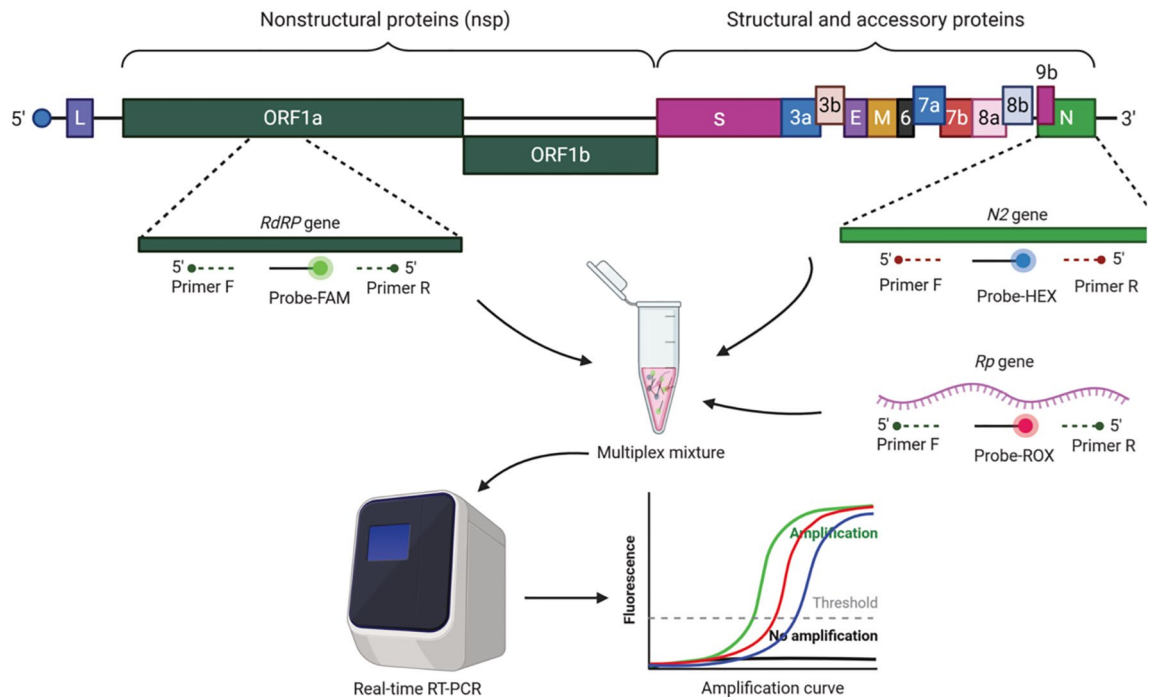 Nonstructural proteins (nsp)
Structural and accessory proteins
5'
L
ORF1a
ORF1b
S
3a
3b
E
M
6
7a
7b
8a
8b
9b
N
3'
RdRP gene
5'
5'
Primer F
Probe-FAM
Primer R
N2 gene
5'
5'
Primer F
Probe-HEX
Primer R
Rp gene
5'
5'
Primer F
Probe-ROX
Primer R
Multiplex mixture
Real-time RT-PCR
Fluorescence
Amplification
Threshold
No amplification
Amplification curve